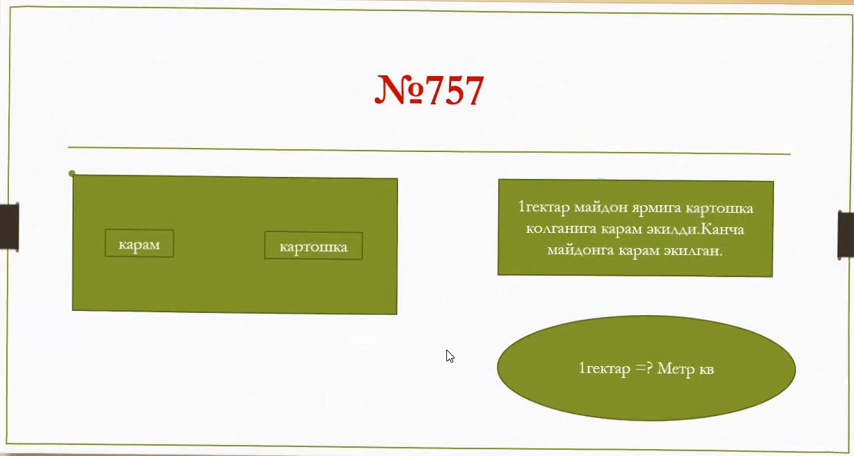 №757
карам
картошка
1гектар майдон ярмига картошка
колганига карам экилди.Канча
майдонга карам экилган.
1гектар =? Метр кв